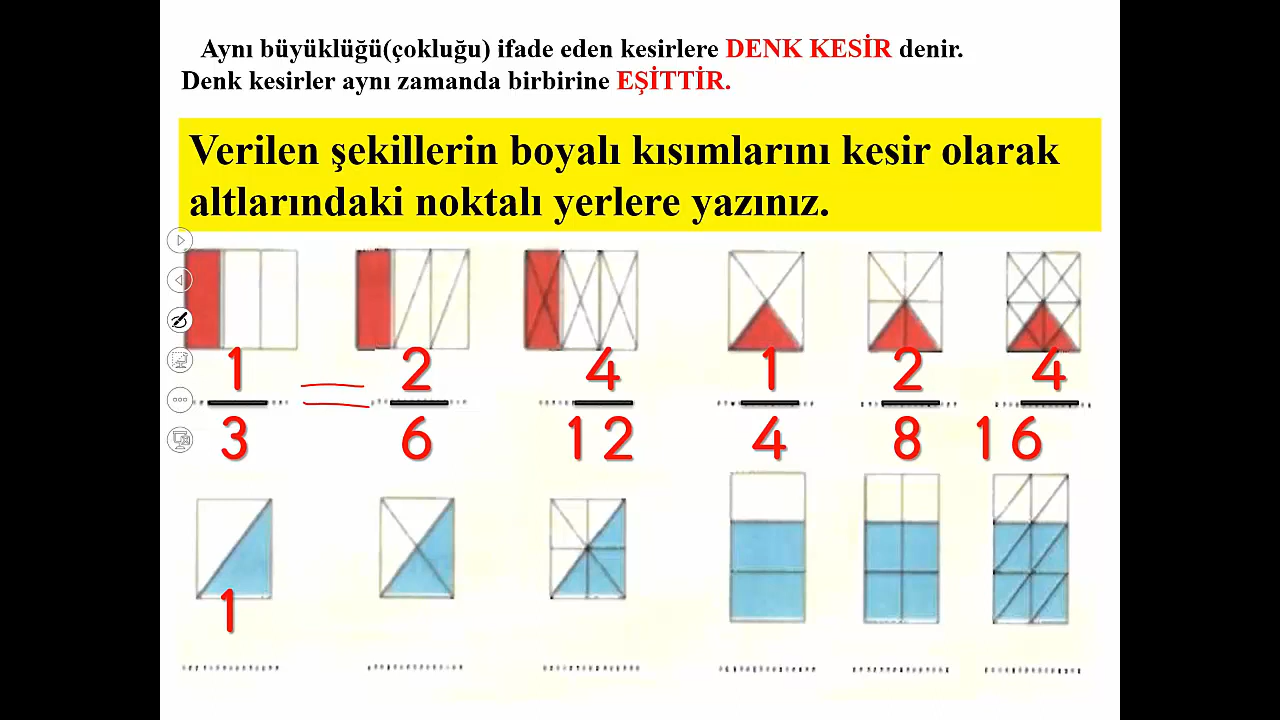 Aynı büyüklüğü(çokluğu) ifade eden kesirlere DENK KESİR denir.
Denk kesirler aynı zamanda birbirine EŞİTTİR.
Verilen şekillerin boyalı kısımlarını kesir olarak
altlarındaki noktalı yerlere yazınız.
1 = 2 4 1 2 4
3 6 12 4 8 16
1